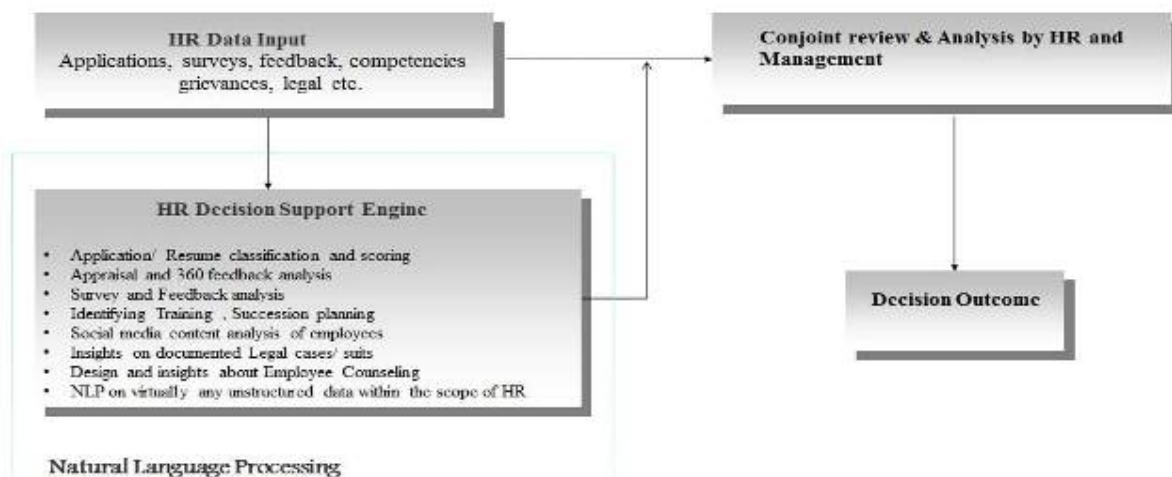 HR Data Input
Applications, surveys, feedback, competencies
grievances, legal etc.
Conjoint review & Analysis by HR and
Management
HR Decision Support Engine
• Application/ Resume classification and scoring
• Appraisal and 360 feedback analysis
• Survey and Feedback analysis
• Identifying Training , Succession planning
• Social media content analysis of employees
• Insights on documented Legal cases/ suits
• Design and insights about Employee Counseling
• NLP on virtually any unstructured data within the scope of HR
Decision Outcome
Natural Language Processing